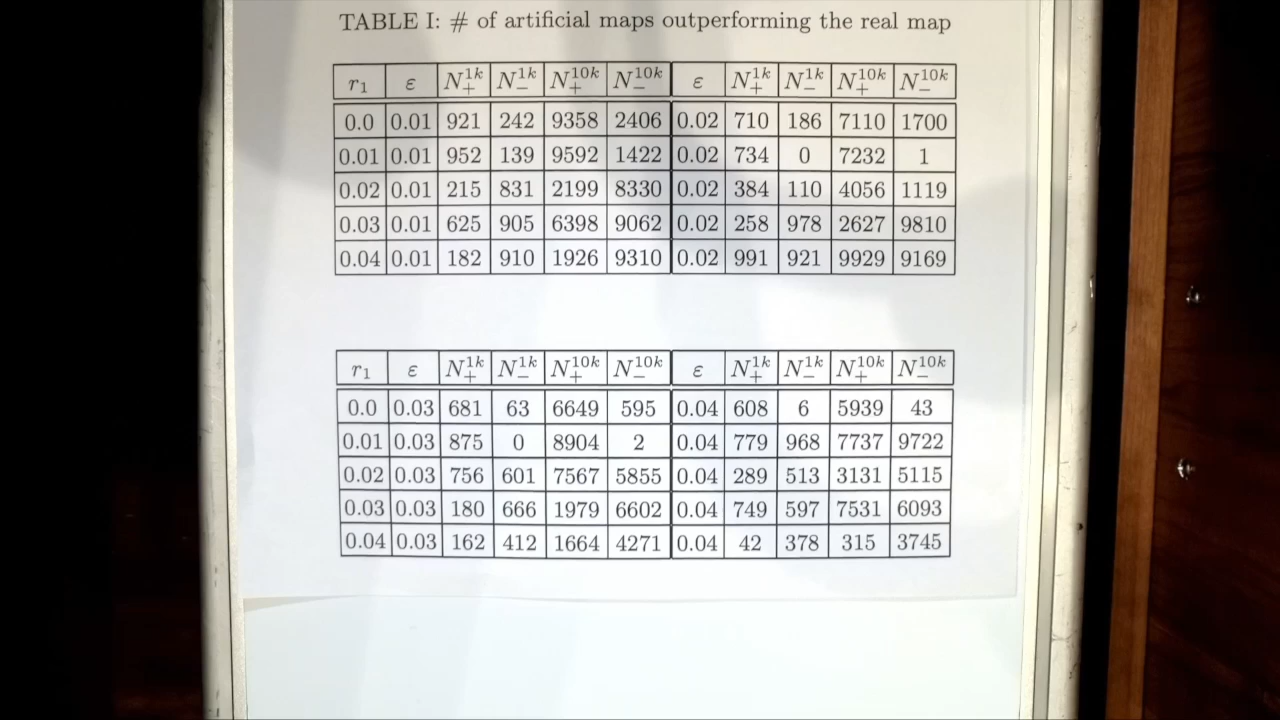 TABLE I: # of artificial maps outperforming the real map
r₁ ε N₊¹ᵏ N₋¹ᵏ N₊¹⁰ᵏ N₋¹⁰ᵏ ε N₊¹ᵏ N₋¹ᵏ N₊¹⁰ᵏ N₋¹⁰ᵏ
0.0 0.01 921 242 9358 2406 0.02 710 186 7110 1700
0.01 0.01 952 139 9592 1422 0.02 734 0 7232 1
0.02 0.01 215 831 2199 8330 0.02 384 110 4056 1119
0.03 0.01 625 905 6398 9062 0.02 258 978 2627 9810
0.04 0.01 182 910 1926 9310 0.02 991 921 9929 9169
r₁ ε N₊¹ᵏ N₋¹ᵏ N₊¹⁰ᵏ N₋¹⁰ᵏ ε N₊¹ᵏ N₋¹ᵏ N₊¹⁰ᵏ N₋¹⁰ᵏ
0.0 0.03 681 63 6649 595 0.04 608 6 5939 43
0.01 0.03 875 0 8904 2 0.04 779 968 7737 9722
0.02 0.03 756 601 7567 5855 0.04 289 513 3131 5115
0.03 0.03 180 666 1979 6602 0.04 749 597 7531 6093
0.04 0.03 162 412 1664 4271 0.04 42 378 315 3745